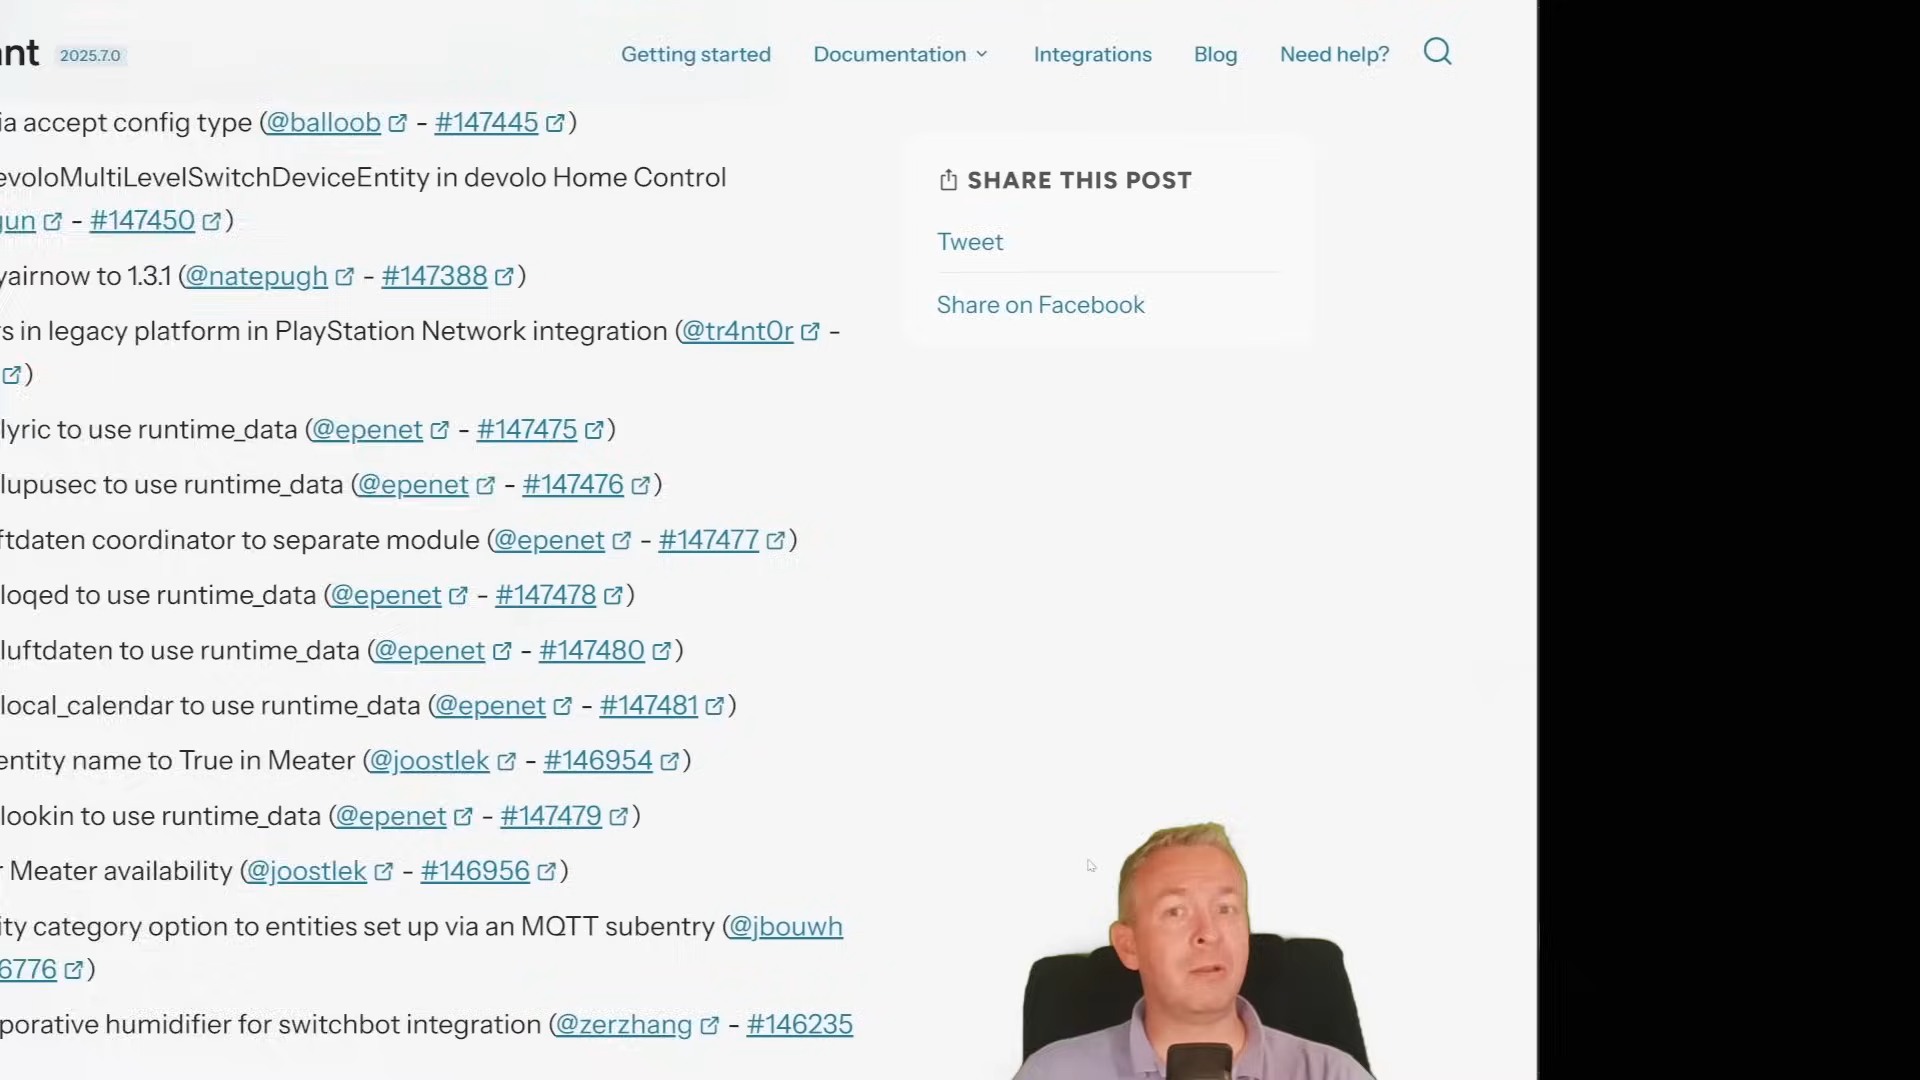 ant 2025.7.0 Getting started Documentation Integrations Blog Need help?
ia accept config type (@balloob - #147445)
SHARE THIS POST
Tweet
Share on Facebook
evoloMultiLevelSwitchDeviceEntity in devolo Home Control
gun - #147450)
yairnow to 1.3.1 (@natepugh - #147388)
rs in legacy platform in PlayStation Network integration (@tr4nt0r -
)
lyric to use runtime_data (@epenet - #147475)
lupusec to use runtime_data (@epenet - #147476)
ftdaten coordinator to separate module (@epenet - #147477)
loqed to use runtime_data (@epenet - #147478)
luftdaten to use runtime_data (@epenet - #147480)
local_calendar to use runtime_data (@epenet - #147481)
entity name to True in Meater (@joostlek - #146954)
lookin to use runtime_data (@epenet - #147479)
r Meater availability (@joostlek - #146956)
ity category option to entities set up via an MQTT subentry (@jbouwh
6776)
porative humidifier for switchbot integration (@zerzhang - #146235